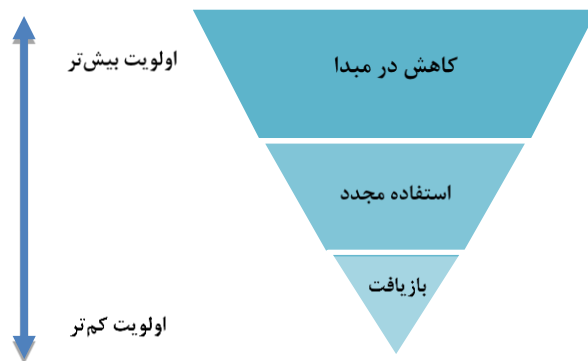 کاهش در مبدا
اولویت بیش‌تر
استفاده مجدد
بازیافت
اولویت کم‌تر